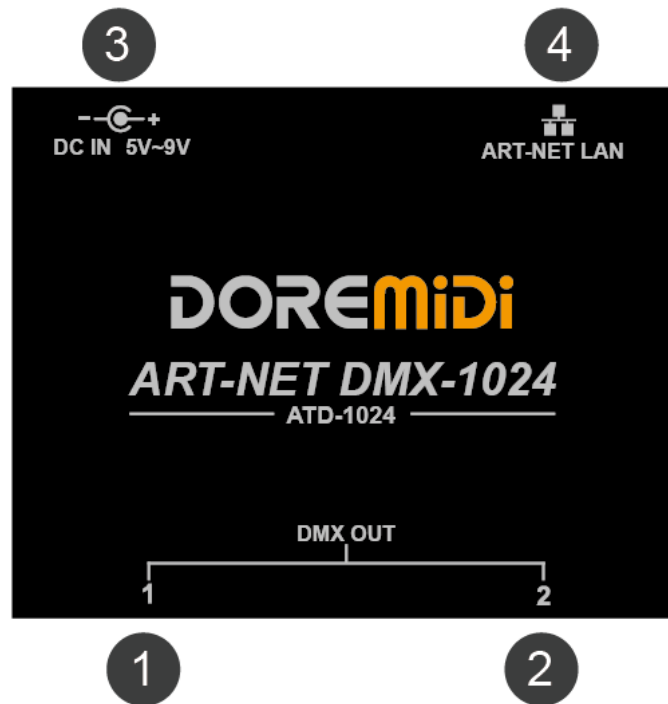 3
4
DC IN 5V~9V
ART-NET LAN
DOREMiDi
ART-NET DMX-1024
ATD-1024
DMX OUT
1
2
1
2